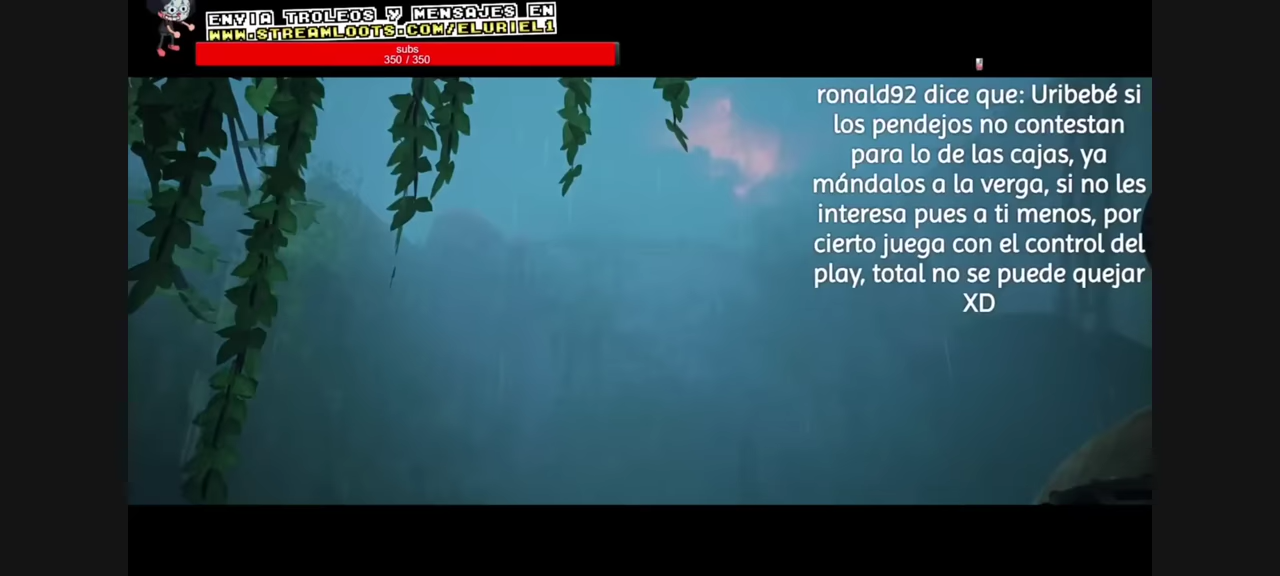 ENVIA TROLEOS Y MENSAJES EN
WWW.STREAMLOOTS.COM/ELURIEL1
subs
350 / 350
ronald92 dice que: Uribebé si
los pendejos no contestan
para lo de las cajas, ya
mándalos a la verga, si no les
interesa pues a ti menos, por
cierto juega con el control del
play, total no se puede quejar
XD